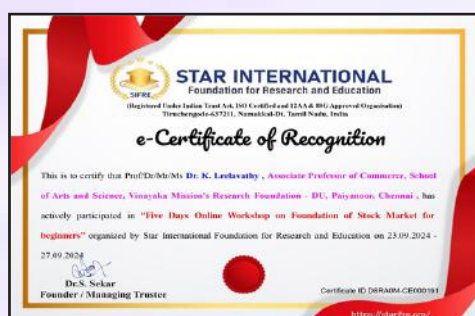 STAR INTERNATIONAL
Foundation for Research and Education
SIFRE
(Registered Under Indian Trust Act, ISO Certified and 12AA & 80G Approved Organisation)
Tiruchengode-637211, Namakkal-Dt, Tamil Nadu, India
e-Certificate of Recognition
This is to certify that Prof/Dr/Mr/Ms Dr. K. Leelavathy , Associate Professor of Commerce, School
of Arts and Science, Vinayaka Mission's Research Foundation - DU, Paiyanoor, Chennai , has
actively participated in "Five Days Online Workshop on Foundation of Stock Market for
beginners" organized by Star International Foundation for Research and Education on 23.09.2024 -
27.09.2024
Dr.S. Sekar
Founder / Managing Trustee
Certificate ID